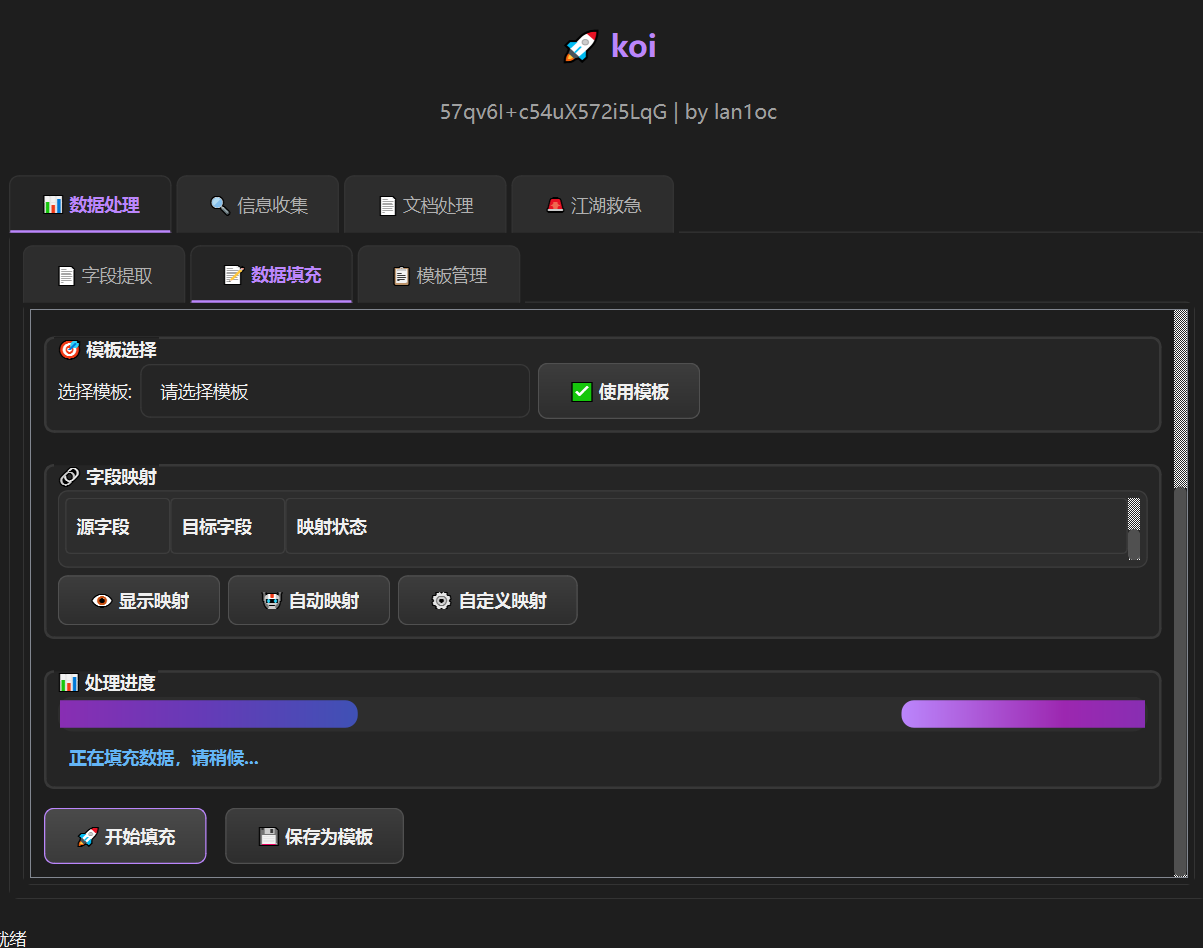 🚀 koi
57qv6I+c54uX572i5LqG | by lan1oc
📊 数据处理 🔍 信息收集 📄 文档处理 🚨 江湖救急
📄 字段提取 📝 数据填充 📋 模板管理
🎯 模板选择
选择模板: 请选择模板 ✅ 使用模板
🔗 字段映射
源字段 目标字段 映射状态
👁️ 显示映射 🤖 自动映射 ⚙️ 自定义映射
📊 处理进度
正在填充数据，请稍候...
🚀 开始填充 💾 保存为模板
就绪